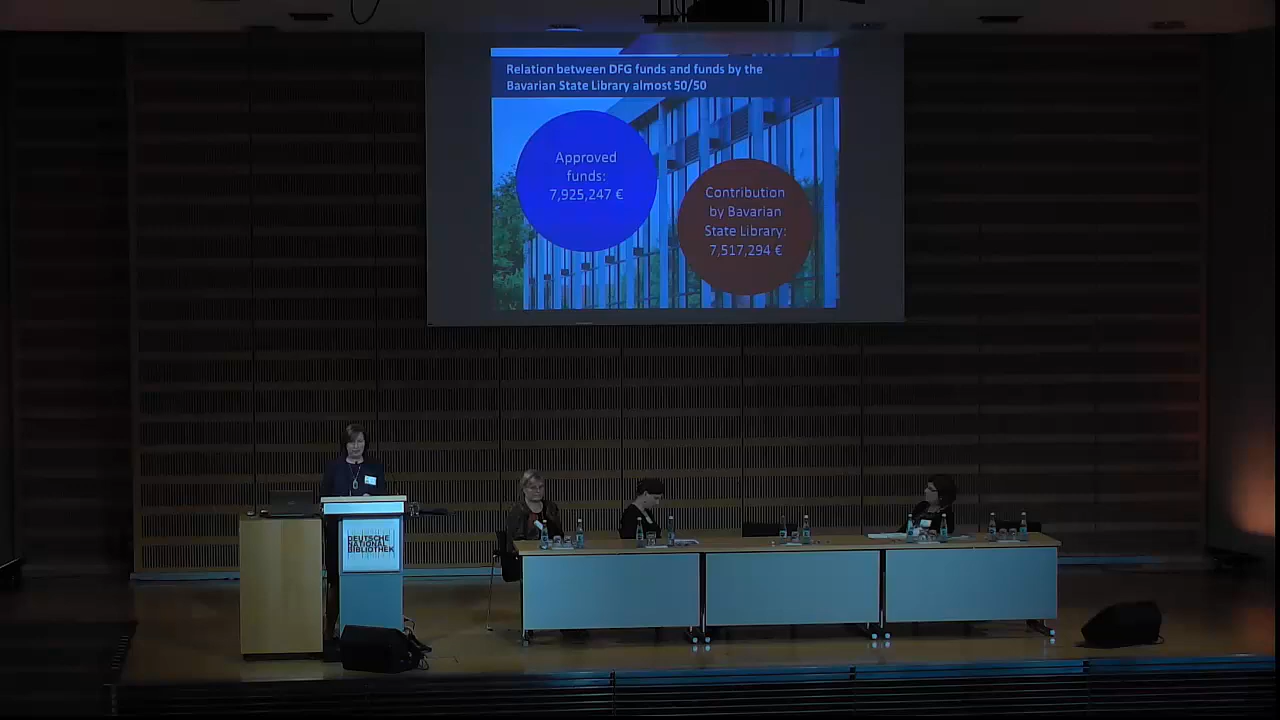 Relation between DFG funds and funds by the
Bavarian State Library almost 50/50
Approved
funds:
7,925,247 €
Contribution
by Bavarian
State Library:
7,517,294 €
DEUTSCHE
NATIONAL
BIBLIOTHEK